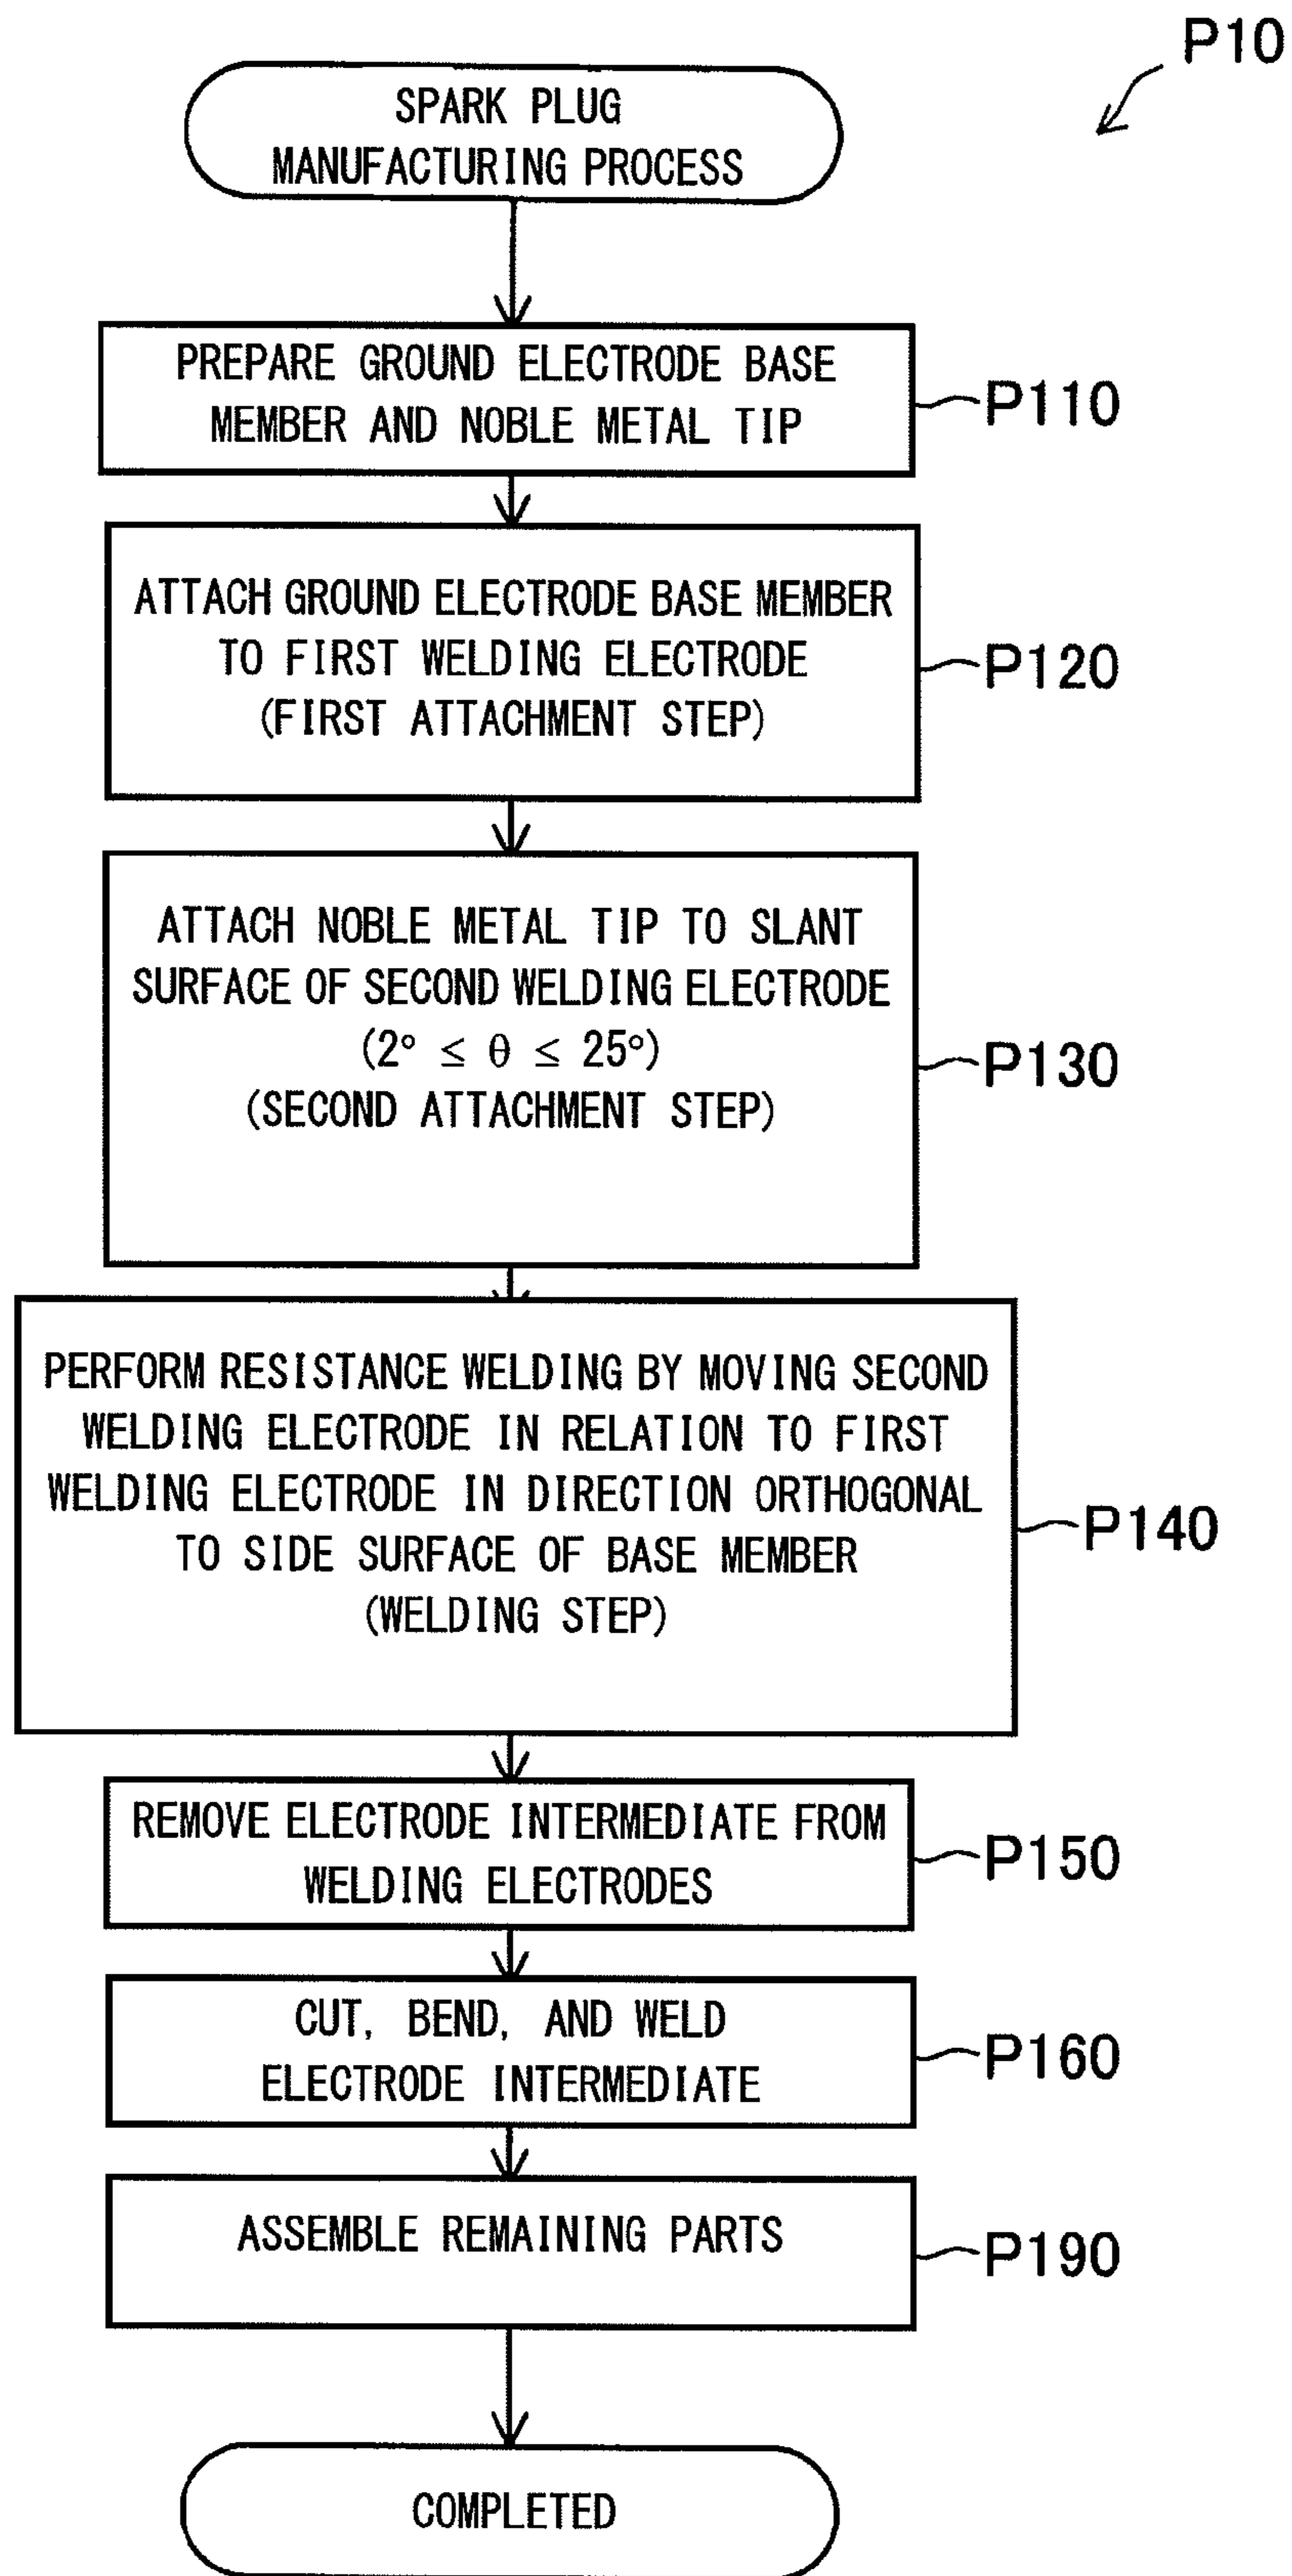 P10
SPARK PLUG
MANUFACTURING PROCESS
PREPARE GROUND ELECTRODE BASE
MEMBER AND NOBLE METAL TIP
P110
ATTACH GROUND ELECTRODE BASE MEMBER
TO FIRST WELDING ELECTRODE
(FIRST ATTACHMENT STEP)
P120
ATTACH NOBLE METAL TIP TO SLANT
SURFACE OF SECOND WELDING ELECTRODE
(2° ≤ θ ≤ 25°)
(SECOND ATTACHMENT STEP)
P130
PERFORM RESISTANCE WELDING BY MOVING SECOND
WELDING ELECTRODE IN RELATION TO FIRST
WELDING ELECTRODE IN DIRECTION ORTHOGONAL
TO SIDE SURFACE OF BASE MEMBER
(WELDING STEP)
P140
REMOVE ELECTRODE INTERMEDIATE FROM
WELDING ELECTRODES
P150
CUT, BEND, AND WELD
ELECTRODE INTERMEDIATE
P160
ASSEMBLE REMAINING PARTS
P190
COMPLETED